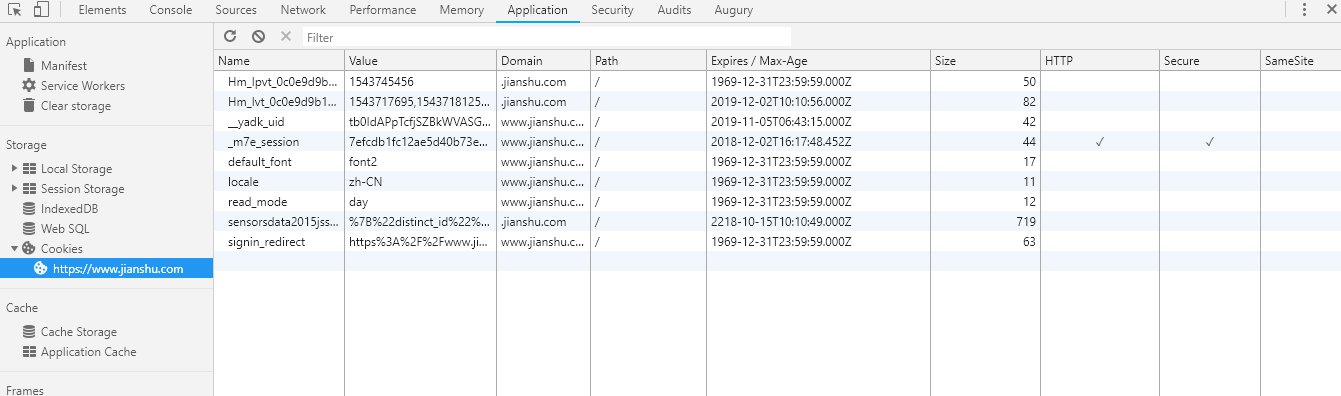 Elements Console Sources Network Performance Memory Application Security Audits Augury
Application
Manifest
Service Workers
Clear storage
Storage
Local Storage
Session Storage
IndexedDB
Web SQL
Cookies
https://www.jianshu.com
Cache
Cache Storage
Application Cache
Frames
Filter
Name Value Domain Path Expires / Max-Age Size HTTP Secure SameSite
Hm_lpvt_0c0e9d9b... 1543745456 .jianshu.com / 1969-12-31T23:59:59.000Z 50
Hm_lvt_0c0e9d9b1... 1543717695,1543718125... .jianshu.com / 2019-12-02T10:10:56.000Z 82
__yadk_uid tb0IdAPpTcfjSZBkWVASG... www.jianshu.c... / 2019-11-05T06:43:15.000Z 42
_m7e_session 7efcdb1fc12ae5d40b73e... www.jianshu.c... / 2018-12-02T16:17:48.452Z 44 ✓ ✓
default_font font2 www.jianshu.c... / 1969-12-31T23:59:59.000Z 17
locale zh-CN www.jianshu.c... / 1969-12-31T23:59:59.000Z 11
read_mode day www.jianshu.c... / 1969-12-31T23:59:59.000Z 12
sensorsdata2015jss... %7B%22distinct_id%22%... .jianshu.com / 2218-10-15T10:10:49.000Z 719
signin_redirect https%3A%2F%2Fwww.ji... www.jianshu.c... / 1969-12-31T23:59:59.000Z 63